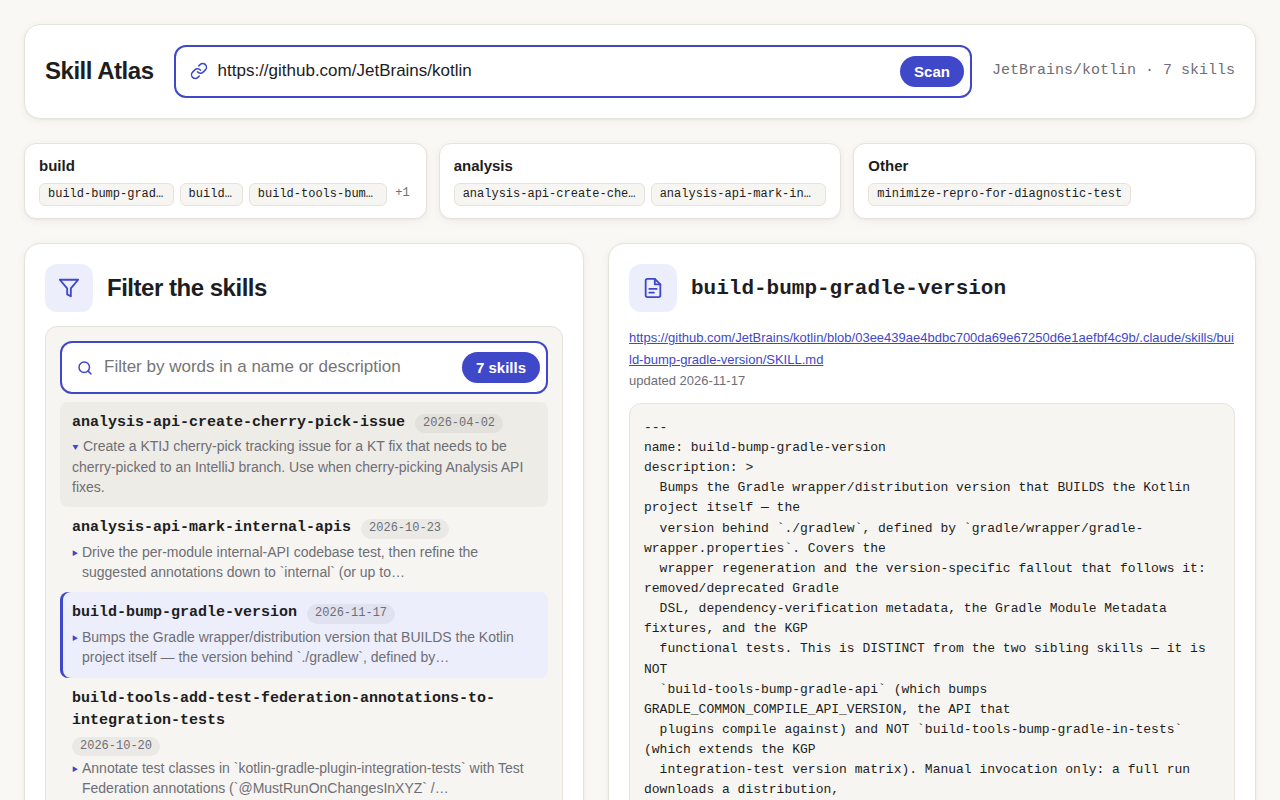 Skill Atlas
https://github.com/JetBrains/kotlin
Scan
JetBrains/kotlin · 7 skills
build
build-bump-grad… build… build-tools-bum… +1
analysis
analysis-api-create-che… analysis-api-mark-in…
Other
minimize-repro-for-diagnostic-test
Filter the skills
Filter by words in a name or description
7 skills
analysis-api-create-cherry-pick-issue 2026-04-02
▾ Create a KTIJ cherry-pick tracking issue for a KT fix that needs to be
cherry-picked to an IntelliJ branch. Use when cherry-picking Analysis API
fixes.
analysis-api-mark-internal-apis 2026-10-23
▸ Drive the per-module internal-API codebase test, then refine the
suggested annotations down to `internal` (or up to…
build-bump-gradle-version 2026-11-17
▸ Bumps the Gradle wrapper/distribution version that BUILDS the Kotlin
project itself — the version behind `./gradlew`, defined by…
build-tools-add-test-federation-annotations-to-
integration-tests
2026-10-20
▸ Annotate test classes in `kotlin-gradle-plugin-integration-tests` with Test
Federation annotations (`@MustRunOnChangesInXYZ` /…
build-bump-gradle-version
https://github.com/JetBrains/kotlin/blob/03ee439ae4bdbc700da69e67250d6e1aefbf4c9b/.claude/skills/bui
ld-bump-gradle-version/SKILL.md
updated 2026-11-17
---
name: build-bump-gradle-version
description: >
  Bumps the Gradle wrapper/distribution version that BUILDS the Kotlin
project itself — the
  version behind `./gradlew`, defined by `gradle/wrapper/gradle-
wrapper.properties`. Covers the
  wrapper regeneration and the version-specific fallout that follows it:
removed/deprecated Gradle
  DSL, dependency-verification metadata, the Gradle Module Metadata
fixtures, and the KGP
  functional tests. This is DISTINCT from the two sibling skills — it is
NOT
  `build-tools-bump-gradle-api` (which bumps
GRADLE_COMMON_COMPILE_API_VERSION, the API that
  plugins compile against) and NOT `build-tools-bump-gradle-in-tests`
(which extends the KGP
  integration-test version matrix). Manual invocation only: a full run
downloads a distribution,